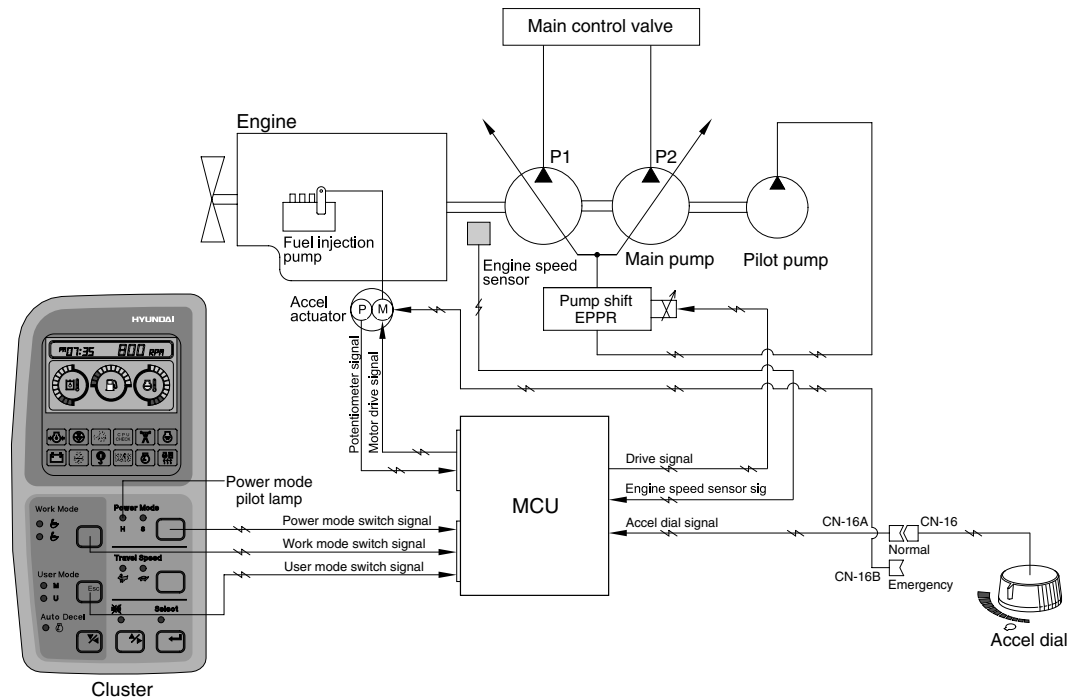 Main control valve
Engine
P1
P2
Fuel injection
pump
Engine speed
sensor
Main pump
Pilot pump
Accel
actuator
P
M
Pump shift
EPPR
HYUNDAI
PM 07:35 800 RPM
Potentiometer signal
Motor drive signal
CPU
CHECK
Power mode
pilot lamp
MCU
Drive signal
Engine speed sensor sig
Accel dial signal
CN-16A
CN-16
Normal
CN-16B
Emergency
Accel dial
Work Mode
Power Mode
H
S
Power mode switch signal
Work mode switch signal
Travel Speed
User mode switch signal
User Mode
M
U
Esc
Auto Decel
Select
Cluster